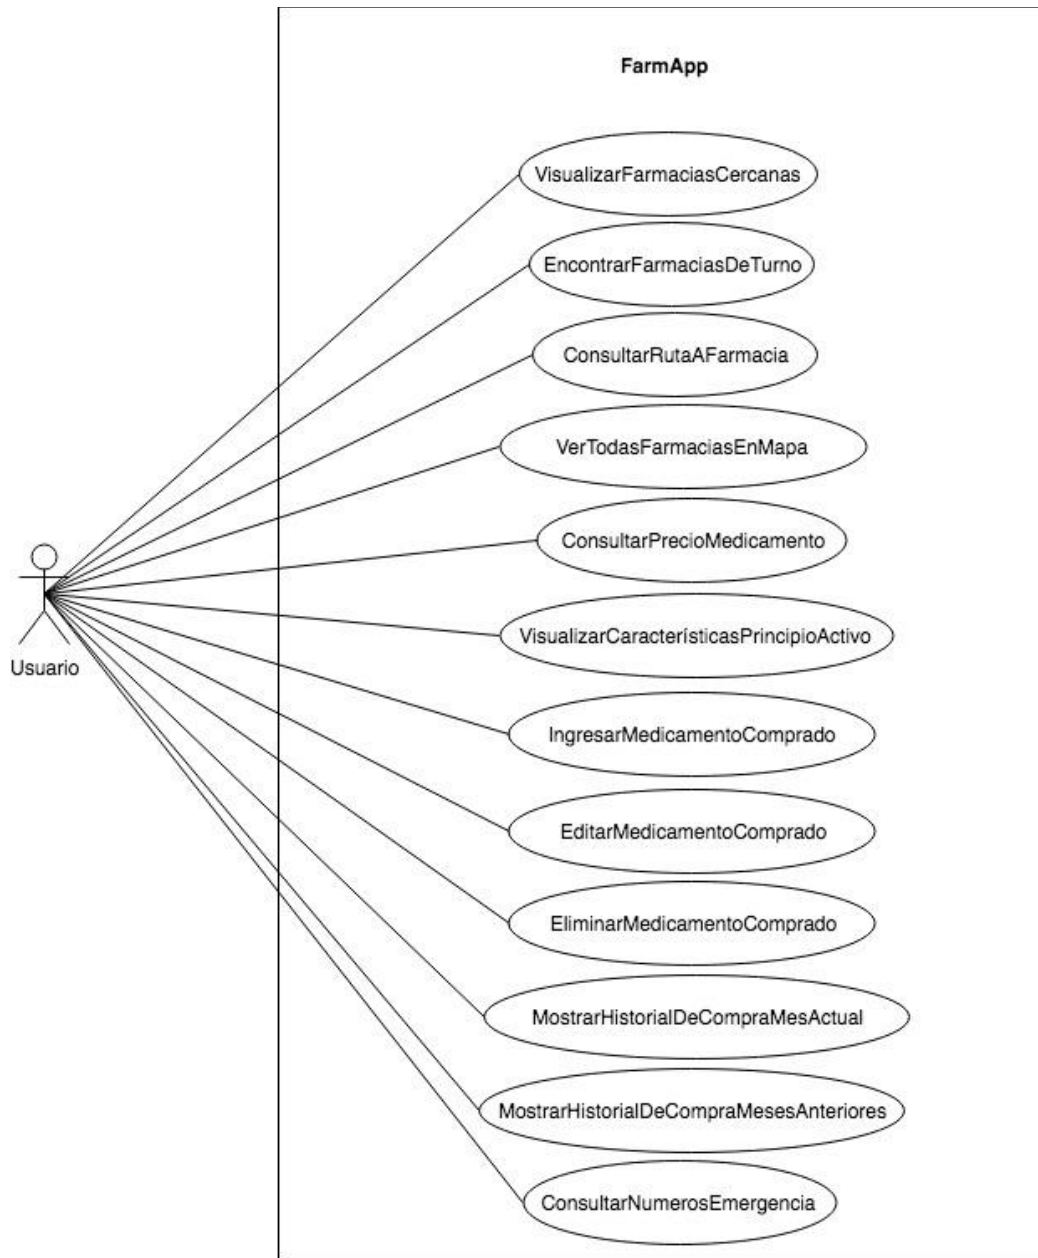 FarmApp
VisualizarFarmaciasCercanas
EncontrarFarmaciasDeTurno
ConsultarRutaAFarmacia
VerTodasFarmaciasEnMapa
ConsultarPrecioMedicamento
VisualizarCaracterísticasPrincipioActivo
Usuario
IngresarMedicamentoComprado
EditarMedicamentoComprado
EliminarMedicamentoComprado
MostrarHistorialDeCompraMesActual
MostrarHistorialDeCompraMesesAnteriores
ConsultarNumerosEmergencia